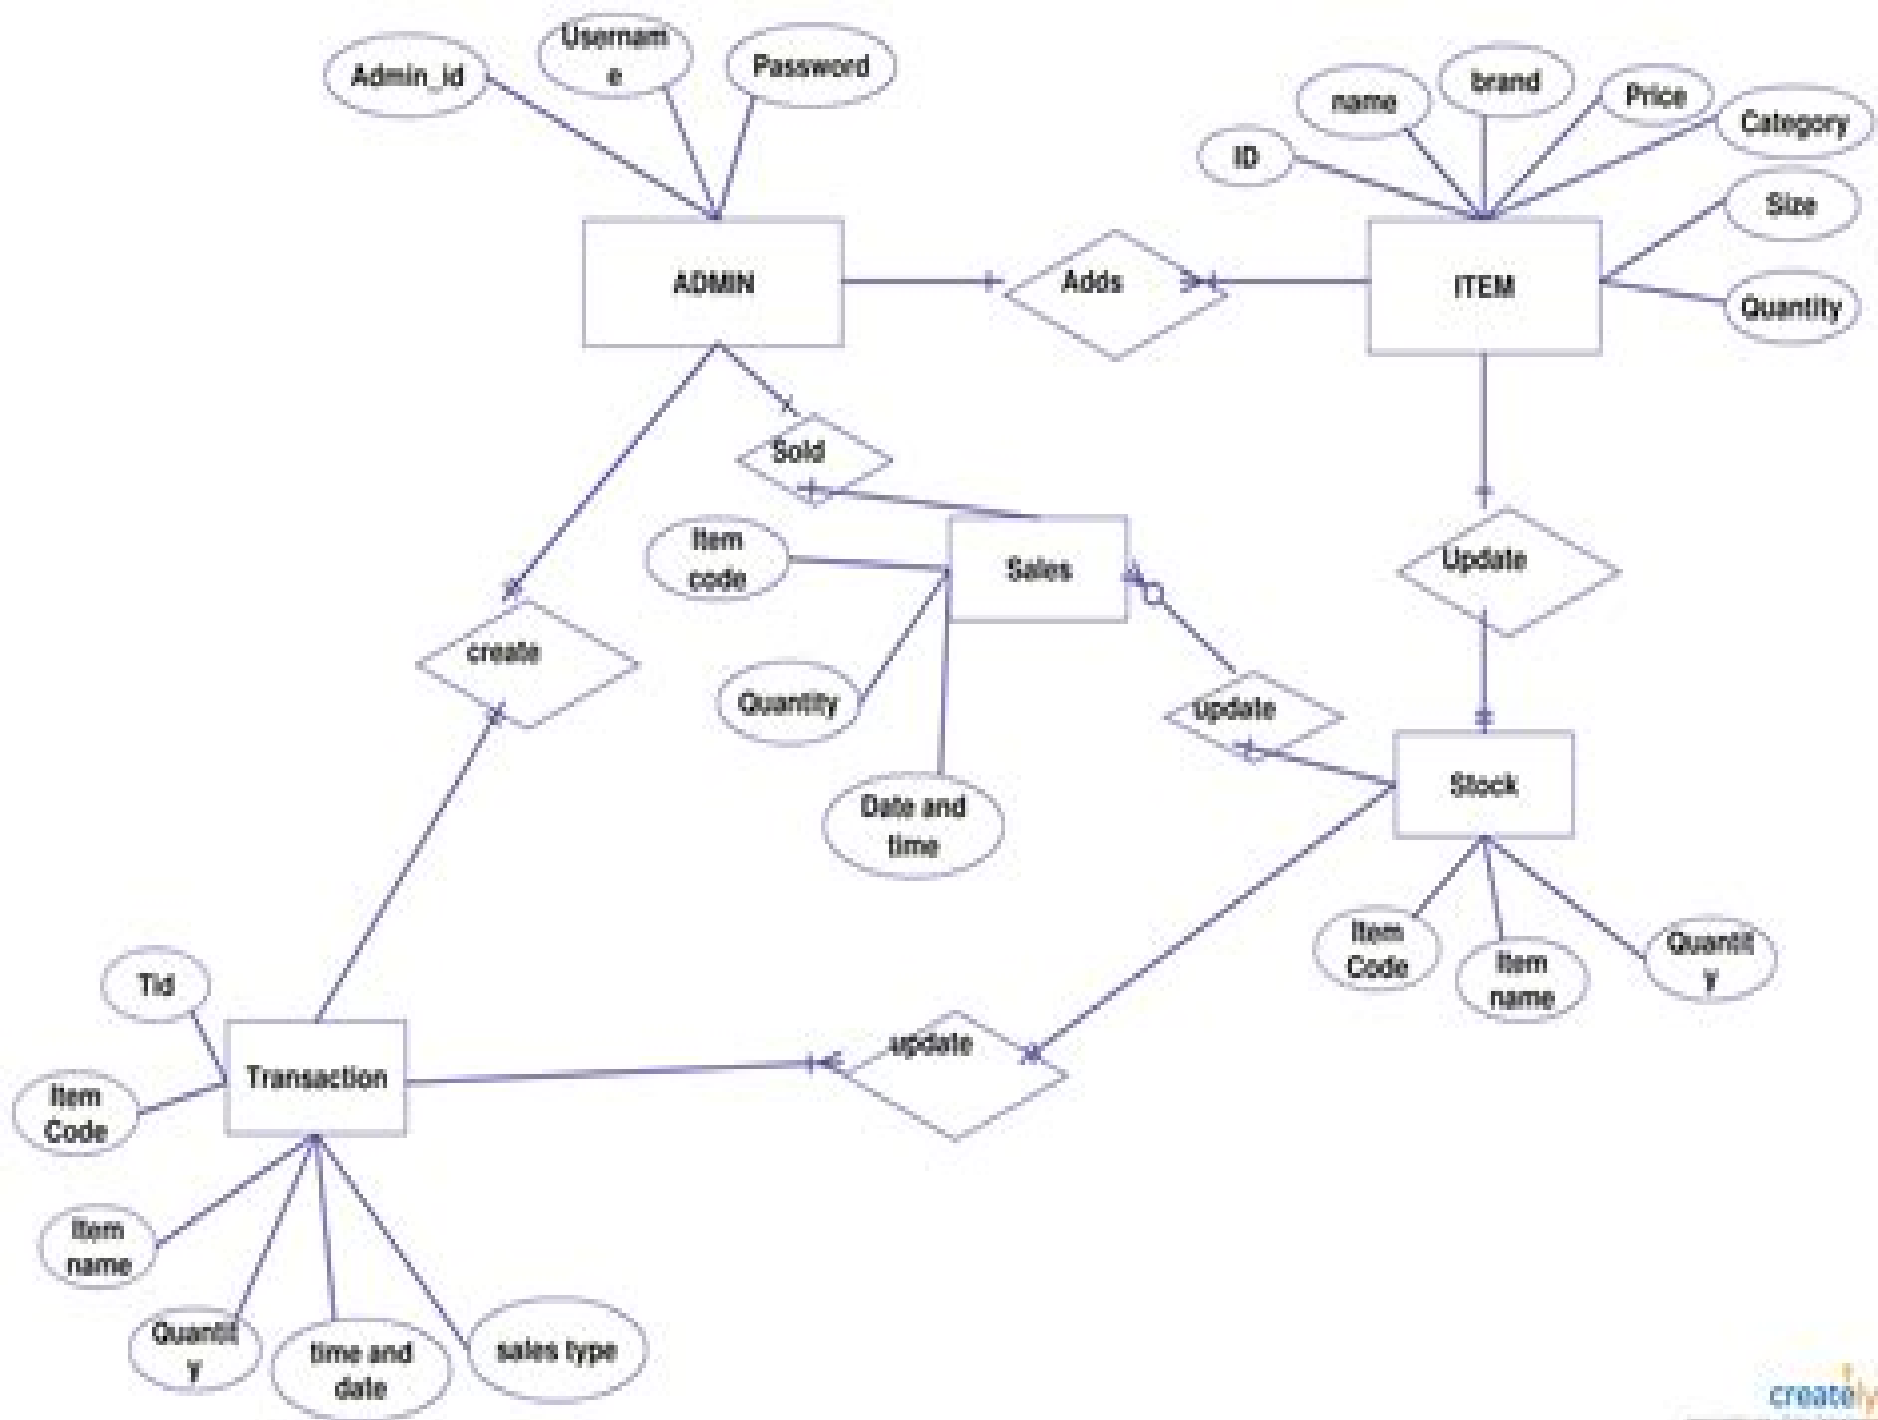 Usernam
e
Admin_id
Password
brand
name
Price
Category
ID
Size
Quantity
ADMIN
Adds
ITEM
Sold
Item
code
Sales
Update
create
Quantity
update
Stock
Date and
time
Item
Code
Item
name
Quantit
y
Tid
update
Transaction
Item
Code
Item
name
Quantit
y
time and
date
sales type
creately